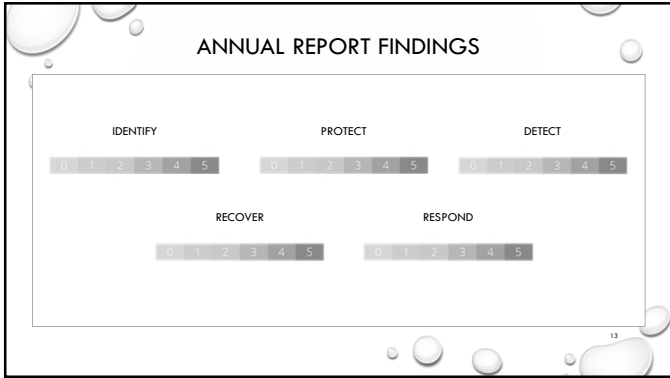 ANNUAL REPORT FINDINGS
IDENTIFY PROTECT DETECT
0 1 2 3 4 5 0 1 2 3 4 5 0 1 2 3 4 5
RECOVER RESPOND
0 1 2 3 4 5 0 1 2 3 4 5
13